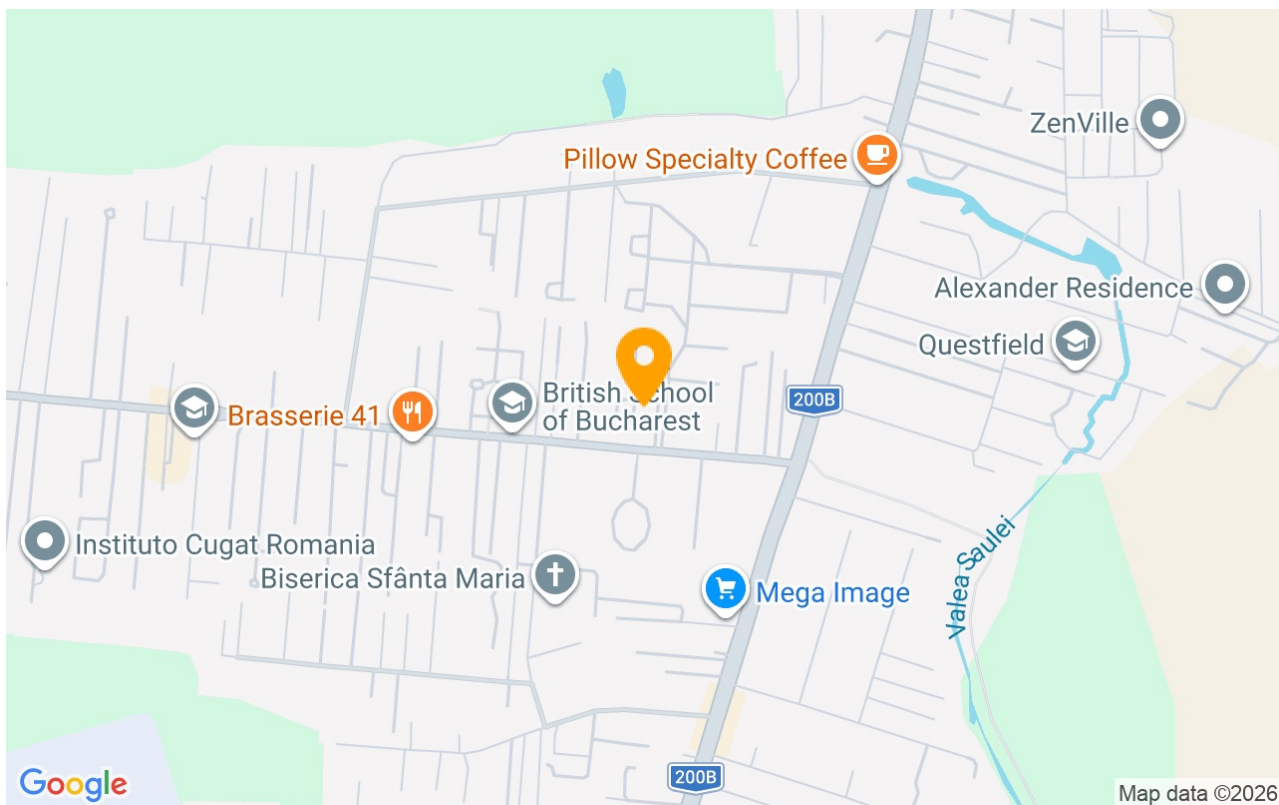 ZenVille
Pillow Specialty Coffee
Alexander Residence
Questfield
British School
of Bucharest
200B
Brasserie 41
Instituto Cugat Romania
Biserica Sfânta Maria
Mega Image
Valea Saulei
200B
Google
Map data ©2026